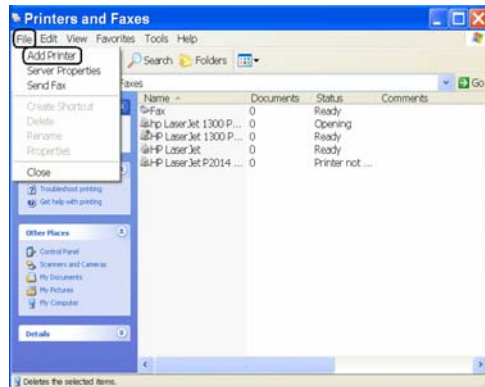 Printers and Faxes
File Edit View Favorites Tools Help
Add Printer
Server Properties
Send Fax
Create Shortcut
Delete
Rename
Properties
Close
Search Folders
Faxes Go
Name Documents Status Comments
Fax 0 Ready
hp LaserJet 1300 P... 0 Opening
HP LaserJet 1300 P... 0 Ready
HP LaserJet 0 Ready
HP LaserJet P2014 ... 0 Printer not ...
Troubleshoot printing
Get help with printing
Other Places
Control Panel
Scanners and Cameras
My Documents
My Pictures
My Computer
Details
Deletes the selected items.